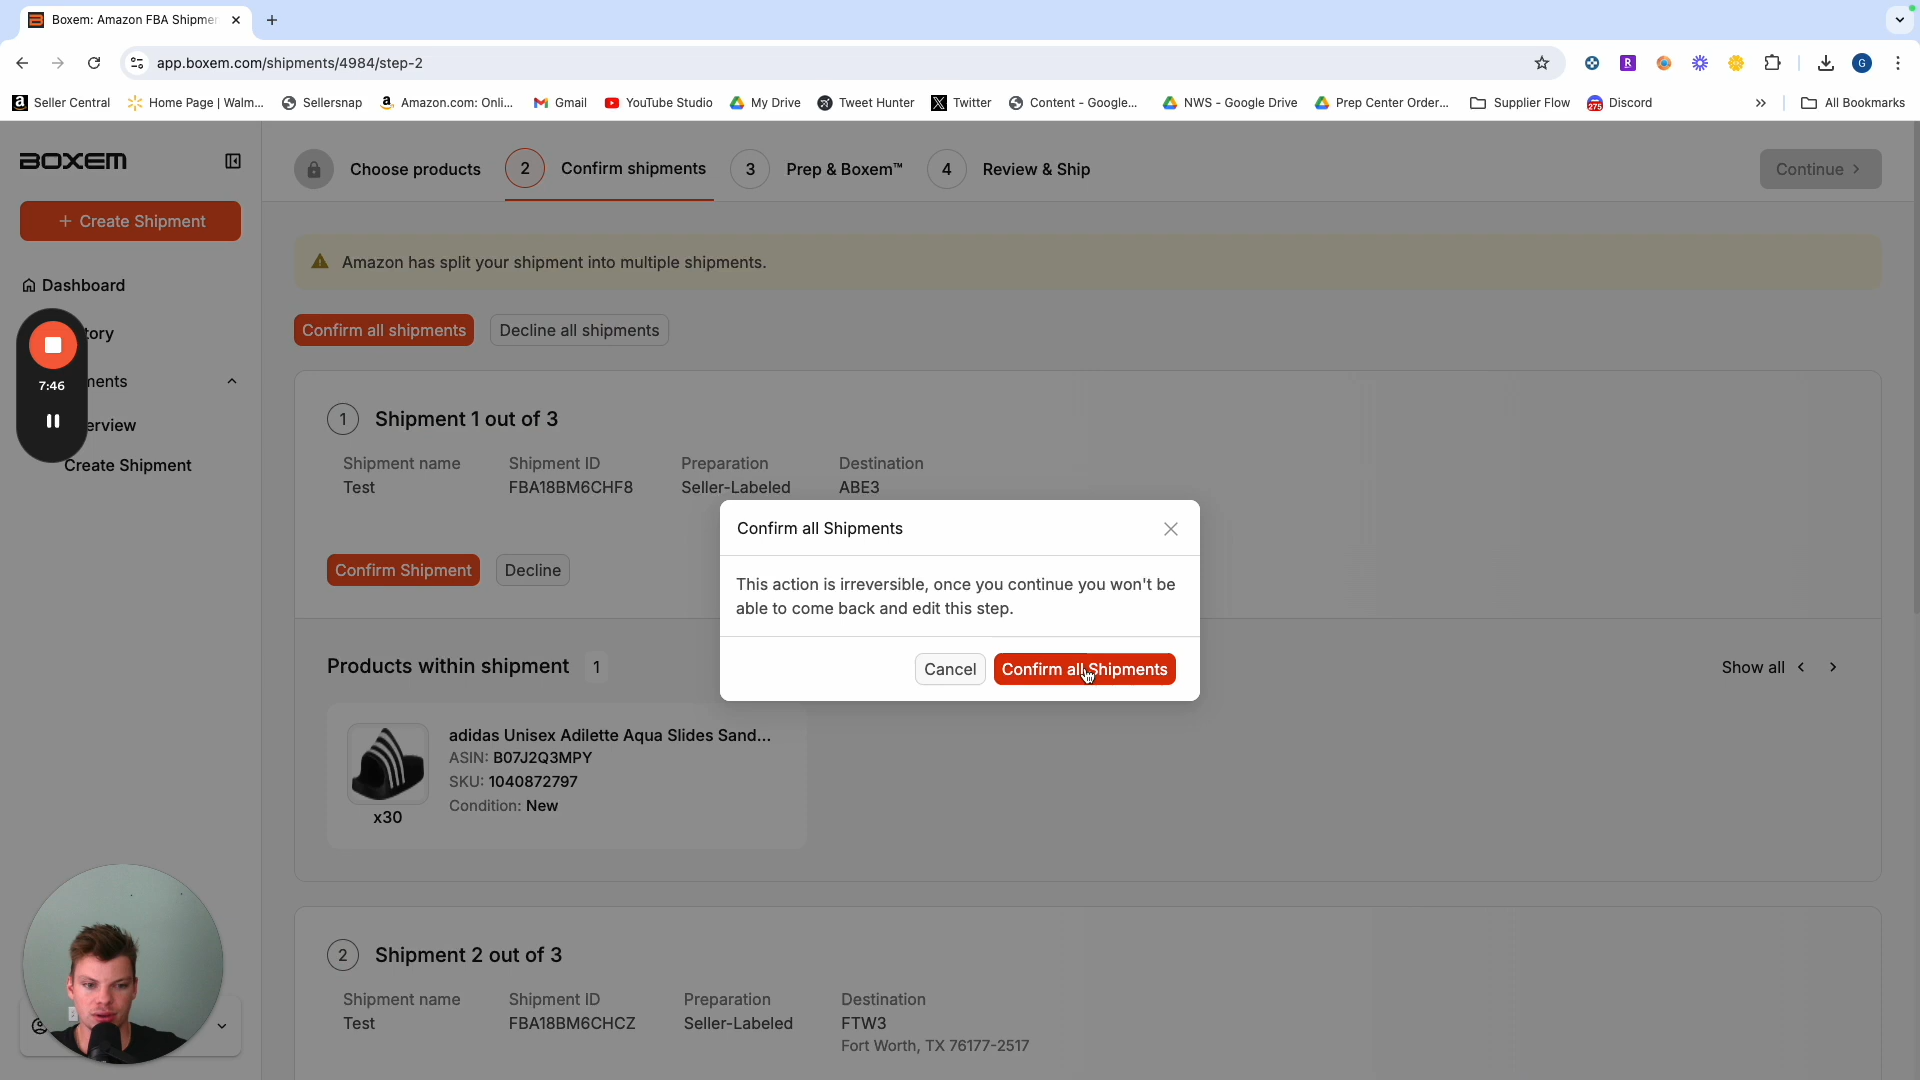 Boxem: Amazon FBA Shipme
app.boxem.com/shipments/4984/step-2
G
Seller Central
Home Page | Walm...
Sellersnap
Amazon.com: Onli...
Gmail
YouTube Studio
My Drive
Tweet Hunter
Twitter
Content - Google...
NWS - Google Drive
Prep Center Order...
Supplier Flow
275
Discord
All Bookmarks
BOXEM
Choose products
2
Confirm shipments
3
Prep & Boxem™
4
Review & Ship
Continue
+ Create Shipment
Dashboard
tory
7:46
ments
erview
Create Shipment
Amazon has split your shipment into multiple shipments.
Confirm all shipments
Decline all shipments
1
Shipment 1 out of 3
Shipment name
Shipment ID
Preparation
Destination
Test
FBA18BM6CHF8
Seller-Labeled
ABE3
Confirm Shipment
Decline
Confirm all Shipments
This action is irreversible, once you continue you won't be
able to come back and edit this step.
Cancel
Confirm all Shipments
Products within shipment
1
Show all
adidas Unisex Adilette Aqua Slides Sand...
ASIN: B07J2Q3MPY
SKU: 1040872797
Condition: New
x30
2
Shipment 2 out of 3
Shipment name
Shipment ID
Preparation
Destination
Test
FBA18BM6CHCZ
Seller-Labeled
FTW3
Fort Worth, TX 76177-2517